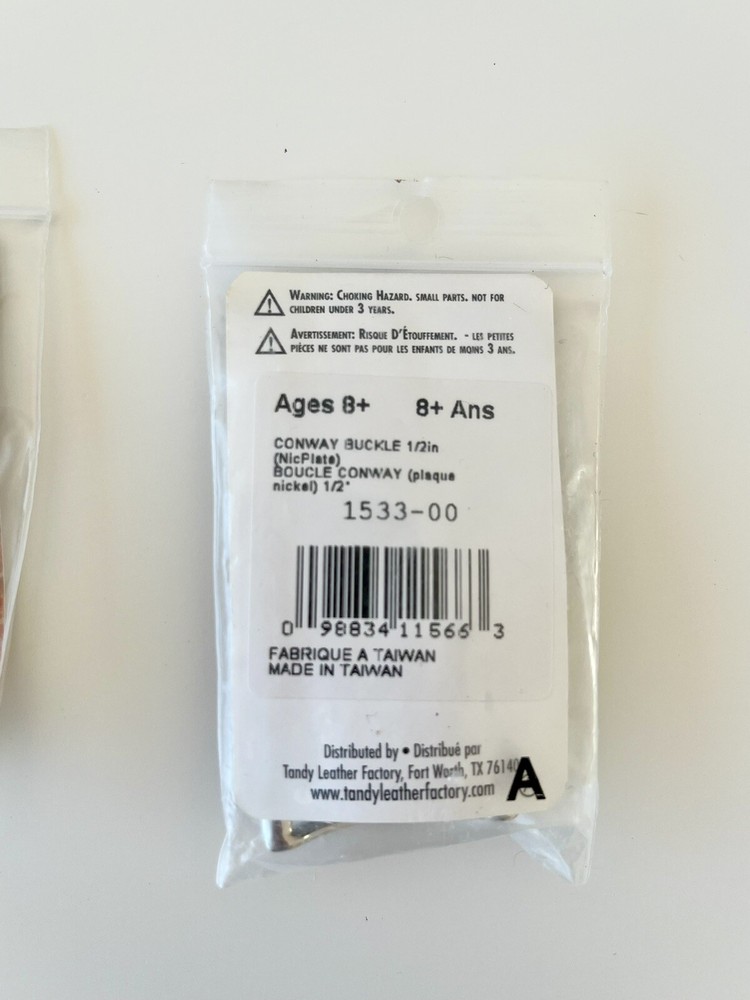 WARNING: CHOKING HAZARD. SMALL PARTS. NOT FOR
CHILDREN UNDER 3 YEARS.
AVERTISSEMENT: RISQUE D'ÉTOUFFEMENT. - LES PETITES
PIÈCES NE SONT PAS POUR LES ENFANTS DE MOINS 3 ANS.
Ages 8+ 8+ Ans
CONWAY BUCKLE 1/2in
(NicPlate)
BOUCLE CONWAY (plaque
nickel) 1/2"
1533-00
0 98834 11566 3
FABRIQUE A TAIWAN
MADE IN TAIWAN
Distributed by • Distribué par
Tandy Leather Factory, Fort Worth, TX 76140
www.tandyleatherfactory.com
A